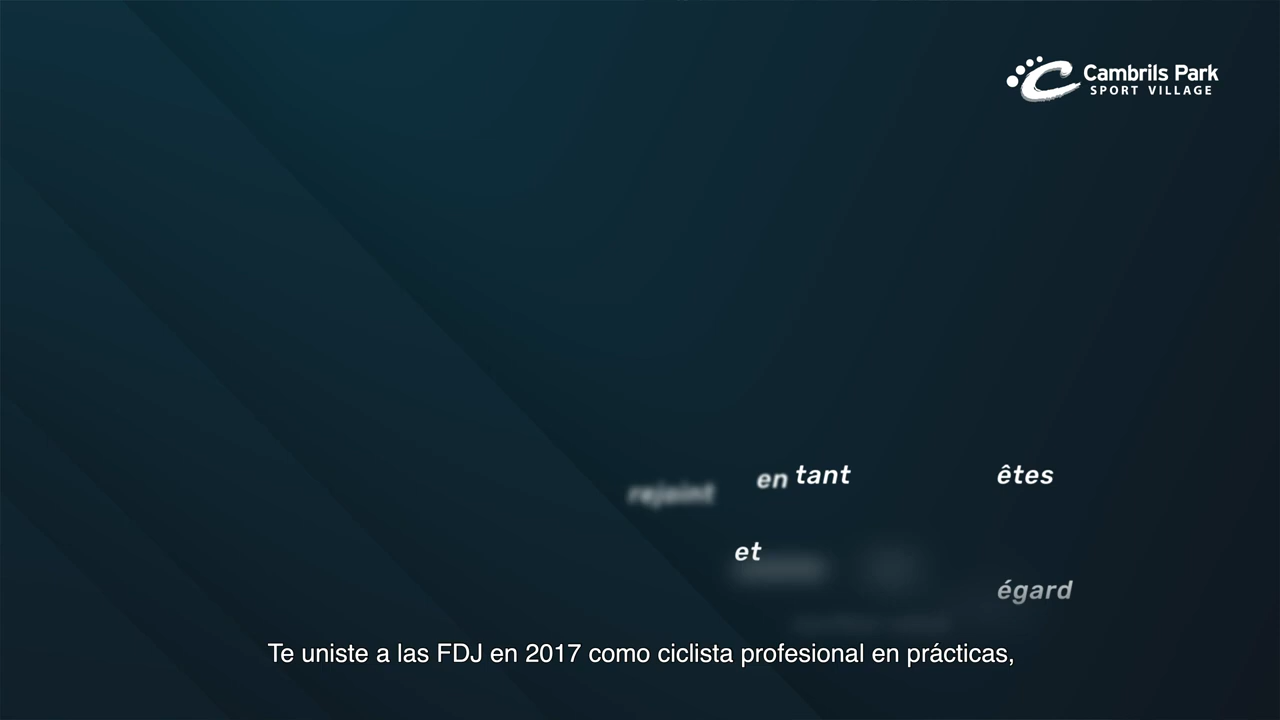 Cambrils Park
SPORT VILLAGE
rejoint en tant êtes
et
égard
Te uniste a las FDJ en 2017 como ciclista profesional en prácticas,